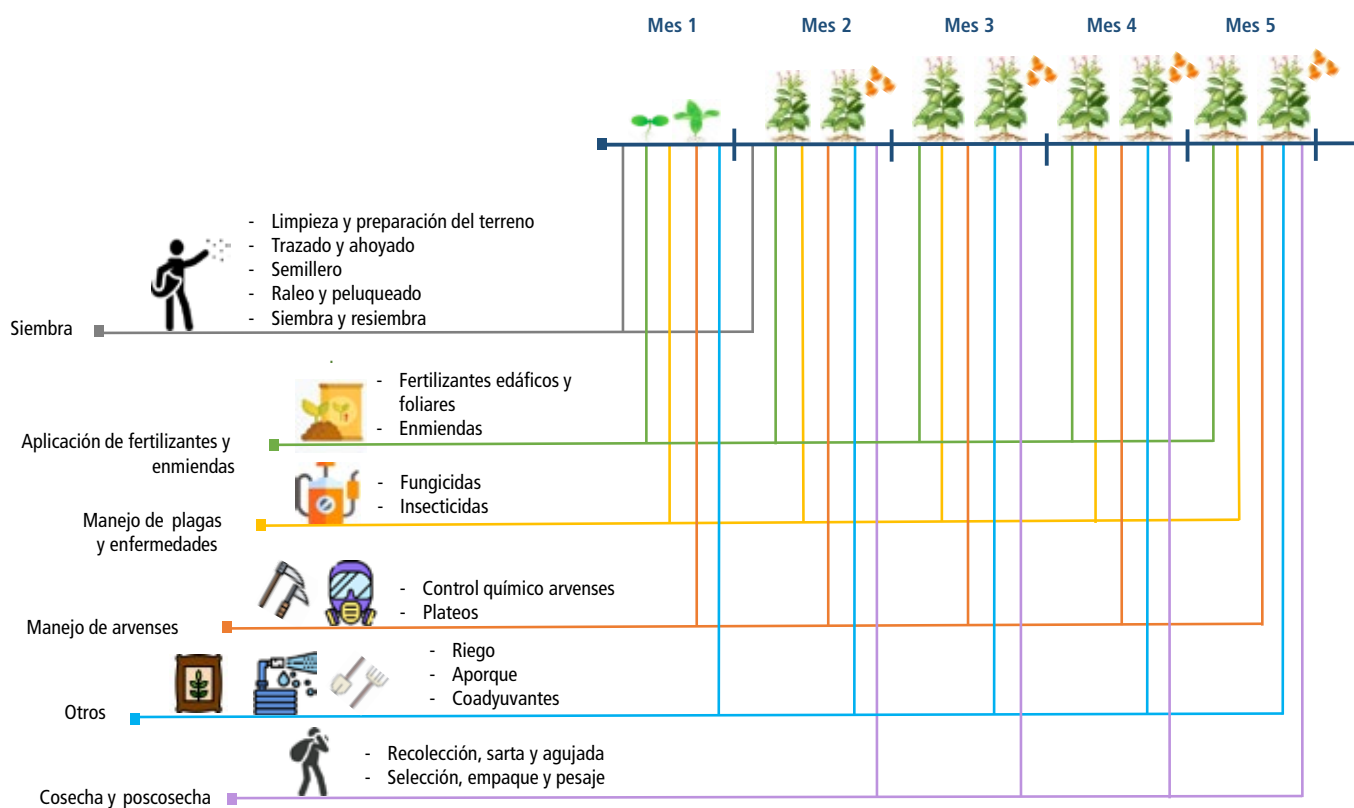 Mes 1
Mes 2
Mes 3
Mes 4
Mes 5
- Limpieza y preparación del terreno
- Trazado y ahoyado
- Semillero
- Raleo y peluqueado
- Siembra y resiembra
Siembra
- Fertilizantes edáficos y
foliares
- Enmiendas
Aplicación de fertilizantes y
enmiendas
- Fungicidas
- Insecticidas
Manejo de plagas
y enfermedades
- Control químico arvenses
- Plateos
Manejo de arvenses
- Riego
- Aporque
- Coadyuvantes
Otros
- Recolección, sarta y agujada
- Selección, empaque y pesaje
Cosecha y poscosecha